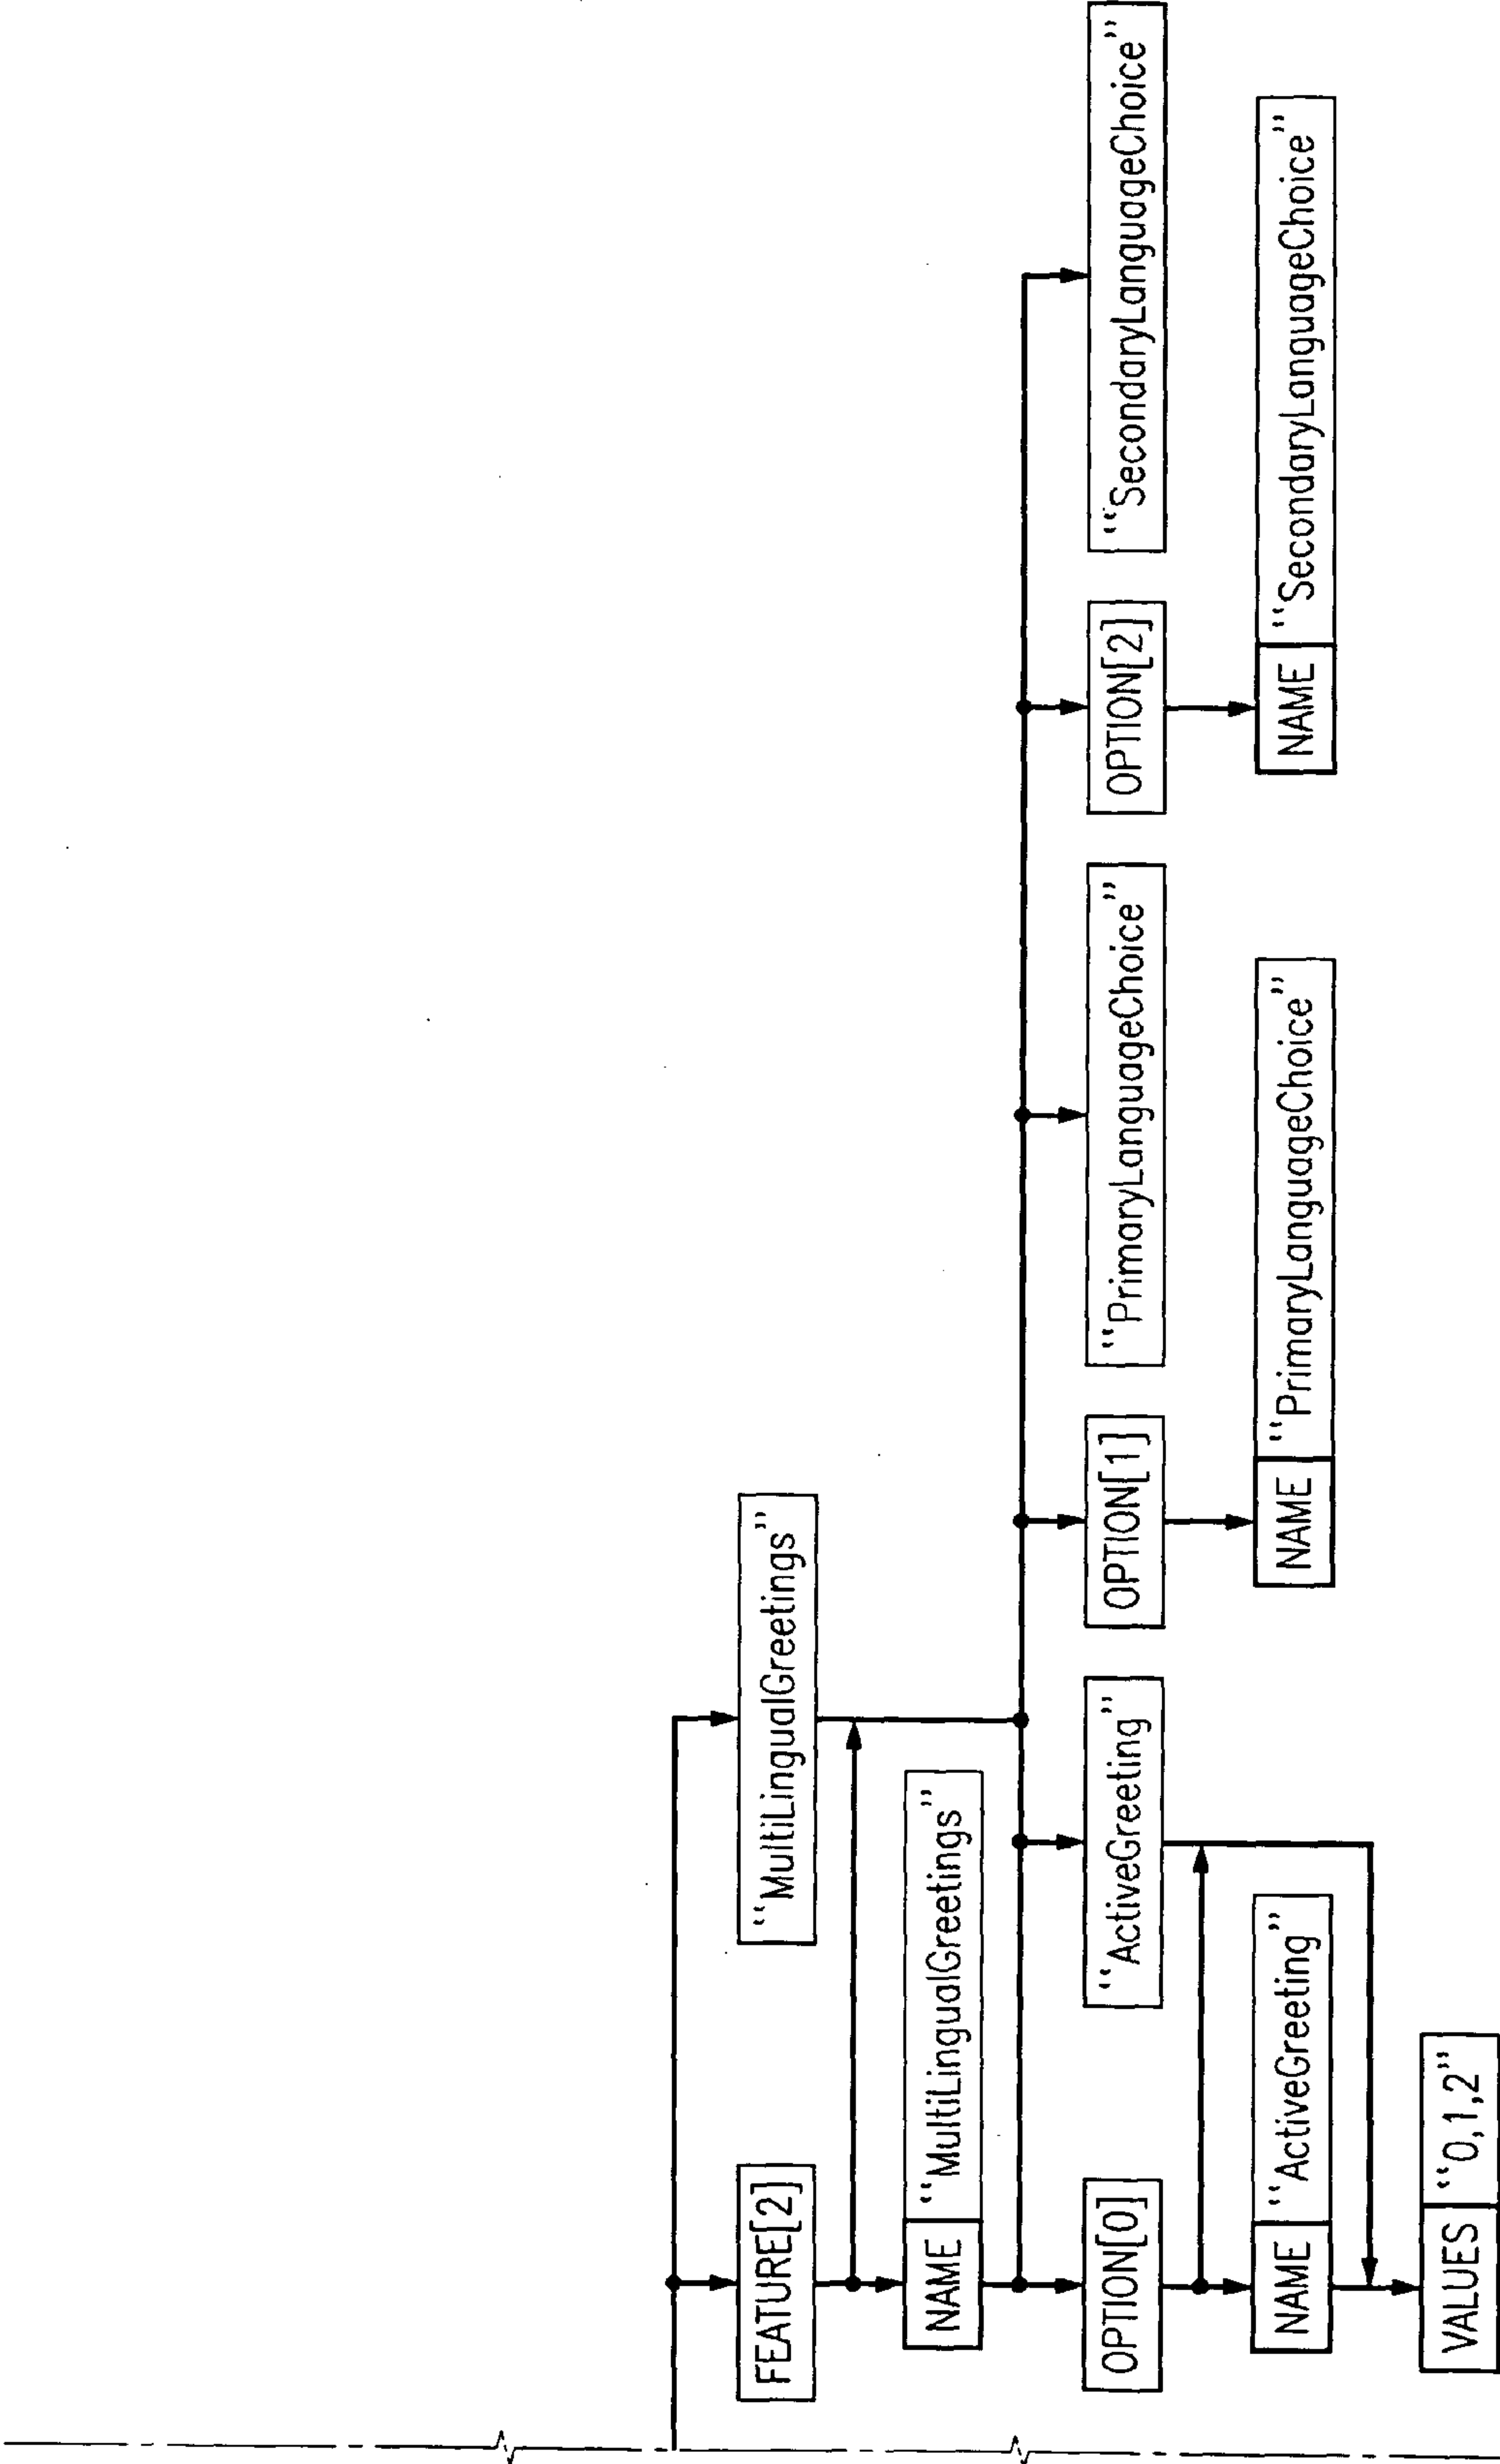 FEATURE[2] "MultiLingualGreetings"
NAME "MultiLingualGreetings"
OPTION[0] "ActiveGreeting" OPTION[1] "PrimaryLanguageChoice" OPTION[2] "SecondaryLanguageChoice"
NAME "ActiveGreeting" NAME "PrimaryLanguageChoice" NAME "SecondaryLanguageChoice"
VALUES "0,1,2"